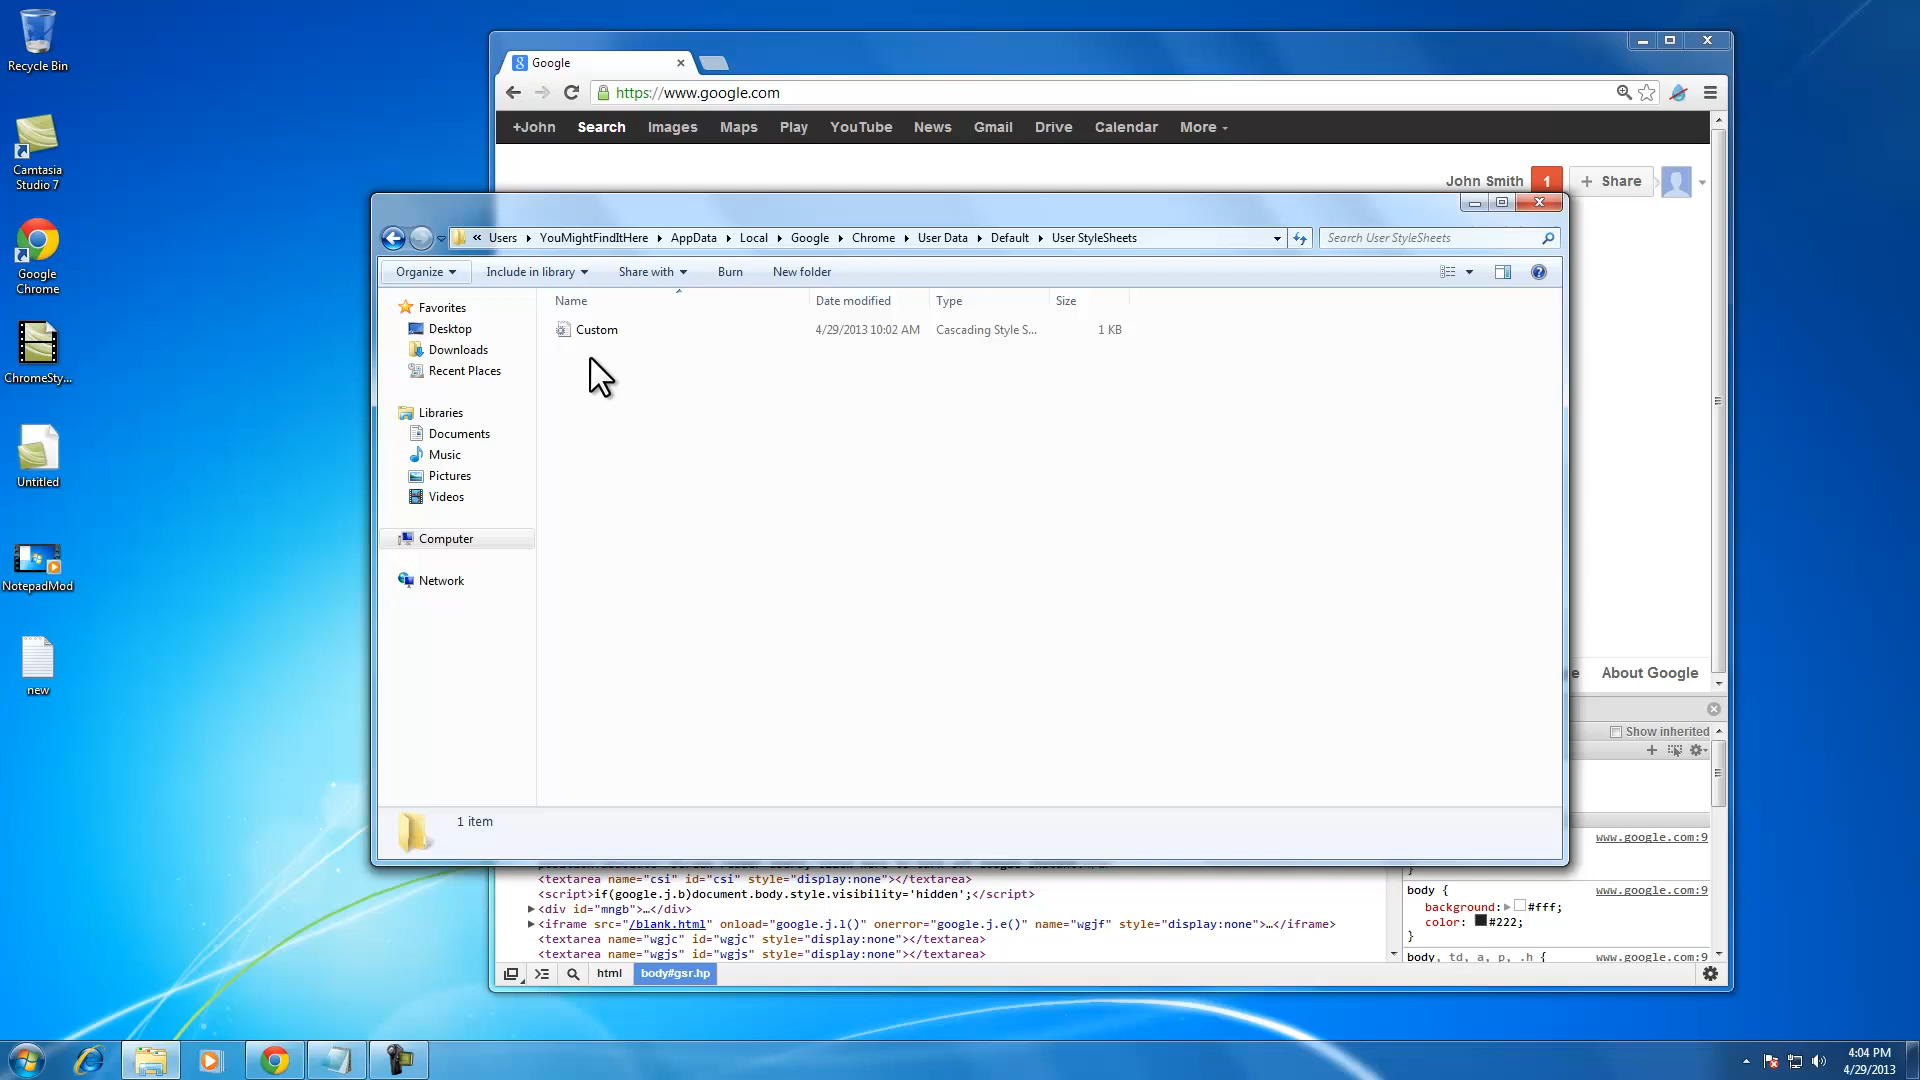 Recycle Bin
Camtasia
Studio 7
Google
Chrome
ChromeSty...
Untitled
NotepadMod
new
Google
https://www.google.com
+John Search Images Maps Play YouTube News Gmail Drive Calendar More
John Smith 1 + Share
« Users YouMightFindItHere AppData Local Google Chrome User Data Default User StyleSheets
Search User StyleSheets
Organize Include in library Share with Burn New folder
Name Date modified Type Size
Custom 4/29/2013 10:02 AM Cascading Style S... 1 KB
Favorites
Desktop
Downloads
Recent Places
Libraries
Documents
Music
Pictures
Videos
Computer
Network
1 item
e About Google
Show inherited
www.google.com:9
}
<textarea name="csi" id="csi" style="display:none"></textarea>
<script>if(google.j.b)document.body.style.visibility='hidden';</script>
<div id="mngb">…</div>
<iframe src="/blank.html" onload="google.j.l()" onerror="google.j.e()" name="wgjf" style="display:none">…</iframe>
<textarea name="wgjc" id="wgjc" style="display:none"></textarea>
<textarea name="wgjs" id="wgjs" style="display:none"></textarea>
body { www.google.com:9
background: #fff;
color: #222;
}
body, td, a, p, .h { www.google.com:9
html body#gsr.hp
4:04 PM
4/29/2013